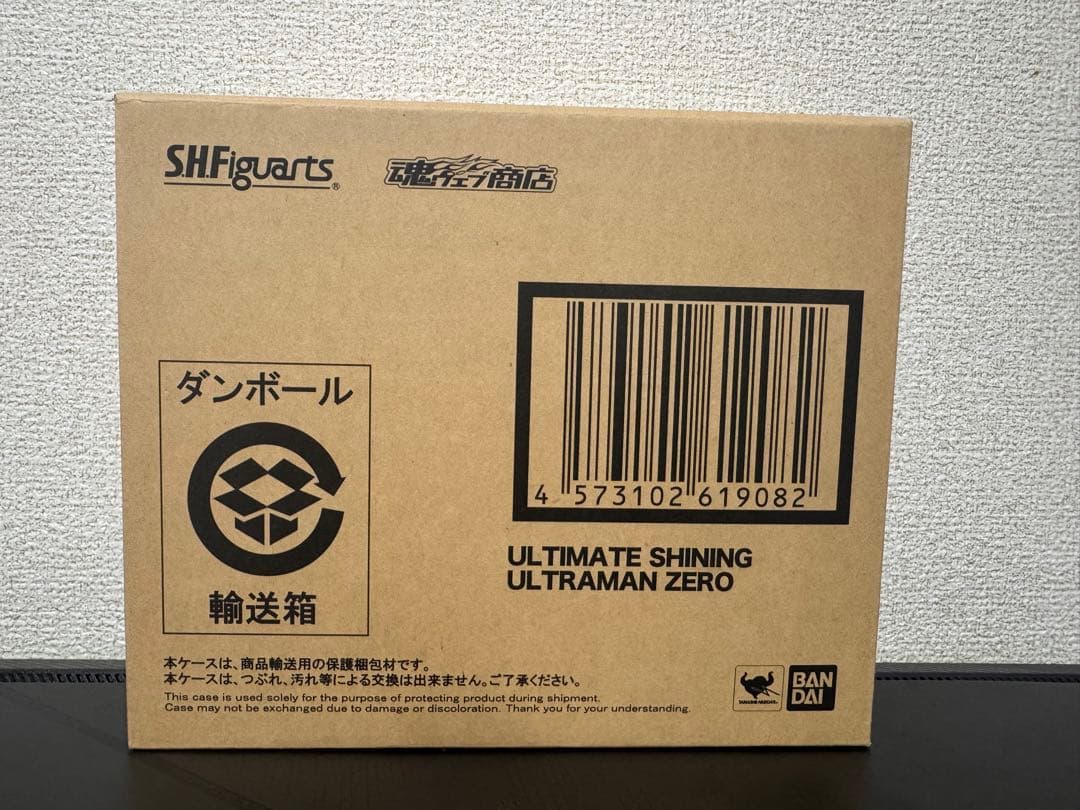 S.H.Figuarts®
魂ウェブ商店
4 573102 619082
ULTIMATE SHINING
ULTRAMAN ZERO
ダンボール
輸送箱
本ケースは、商品輸送用の保護梱包材です。
本ケースは、つぶれ、汚れ等による交換は出来ません。ご了承ください。
This case is used solely for the purpose of protecting product during shipment.
Case may not be exchanged due to damage or discoloration. Thank you for your understanding.
TAMASHII NATIONS
BAN
DAI